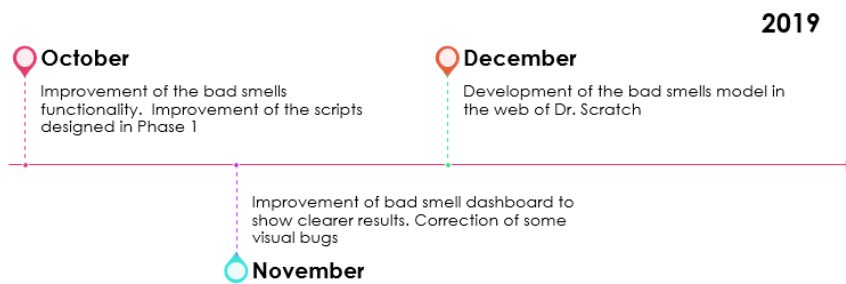 2019
October
Improvement of the bad smells
functionality. Improvement of the scripts
designed in Phase 1
December
Development of the bad smells model in
the web of Dr. Scratch
Improvement of bad smell dashboard to
show clearer results. Correction of some
visual bugs
November